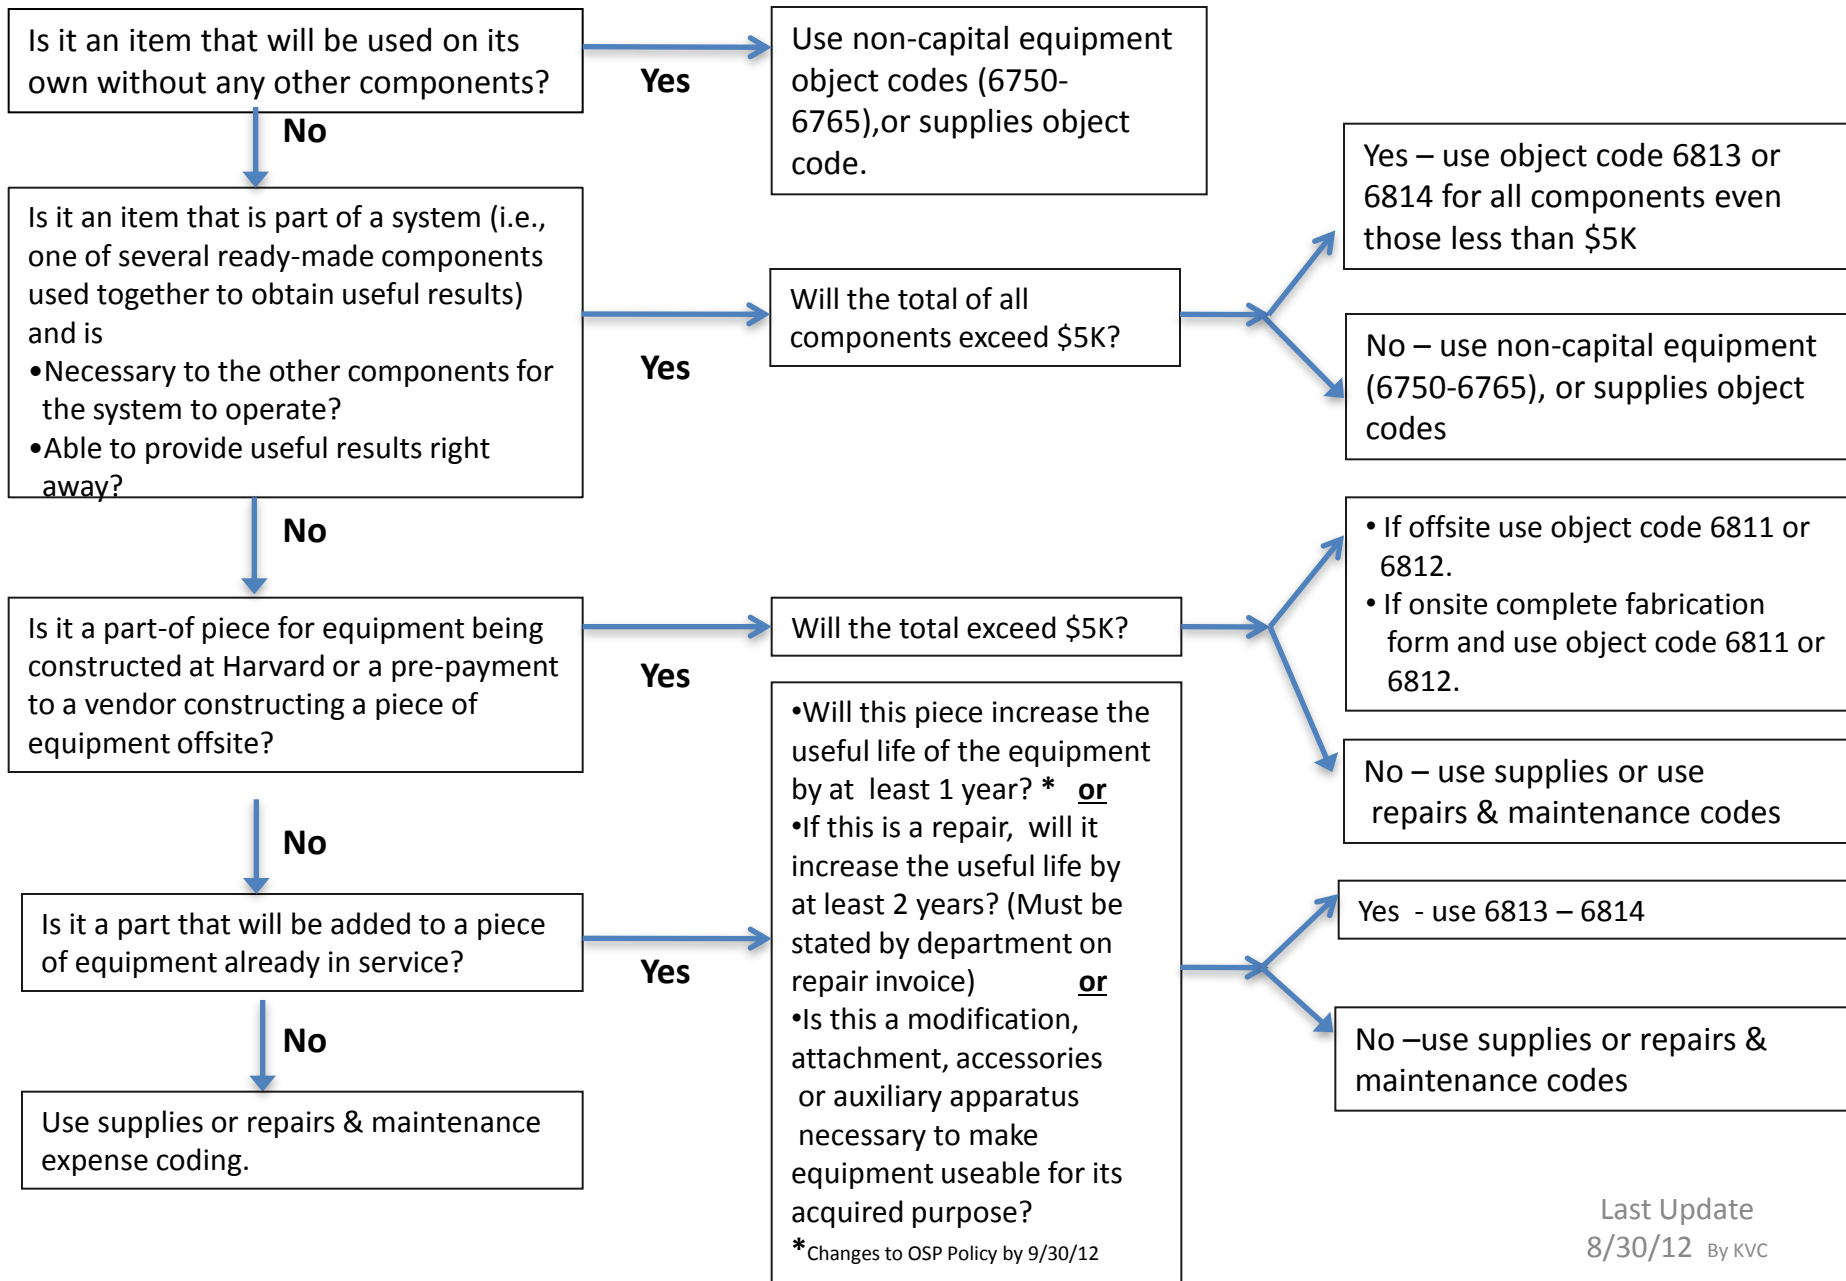 Is it an item that will be used on its
own without any other components?
Yes
Use non-capital equipment
object codes (6750-
6765),or supplies object
code.
No
Is it an item that is part of a system (i.e.,
one of several ready-made components
used together to obtain useful results)
and is
•Necessary to the other components for
the system to operate?
•Able to provide useful results right
away?
Yes
Will the total of all
components exceed $5K?
Yes – use object code 6813 or
6814 for all components even
those less than $5K
No – use non-capital equipment
(6750-6765), or supplies object
codes
No
Is it a part-of piece for equipment being
constructed at Harvard or a pre-payment
to a vendor constructing a piece of
equipment offsite?
Yes
Will the total exceed $5K?
• If offsite use object code 6811 or
6812.
• If onsite complete fabrication
form and use object code 6811 or
6812.
No – use supplies or use
repairs & maintenance codes
No
Is it a part that will be added to a piece
of equipment already in service?
Yes
•Will this piece increase the
useful life of the equipment
by at least 1 year? * or
•If this is a repair, will it
increase the useful life by
at least 2 years? (Must be
stated by department on
repair invoice) or
•Is this a modification,
attachment, accessories
or auxiliary apparatus
necessary to make
equipment useable for its
acquired purpose?
*Changes to OSP Policy by 9/30/12
Yes - use 6813 – 6814
No –use supplies or repairs &
maintenance codes
No
Use supplies or repairs & maintenance
expense coding.
Last Update
8/30/12 By KVC